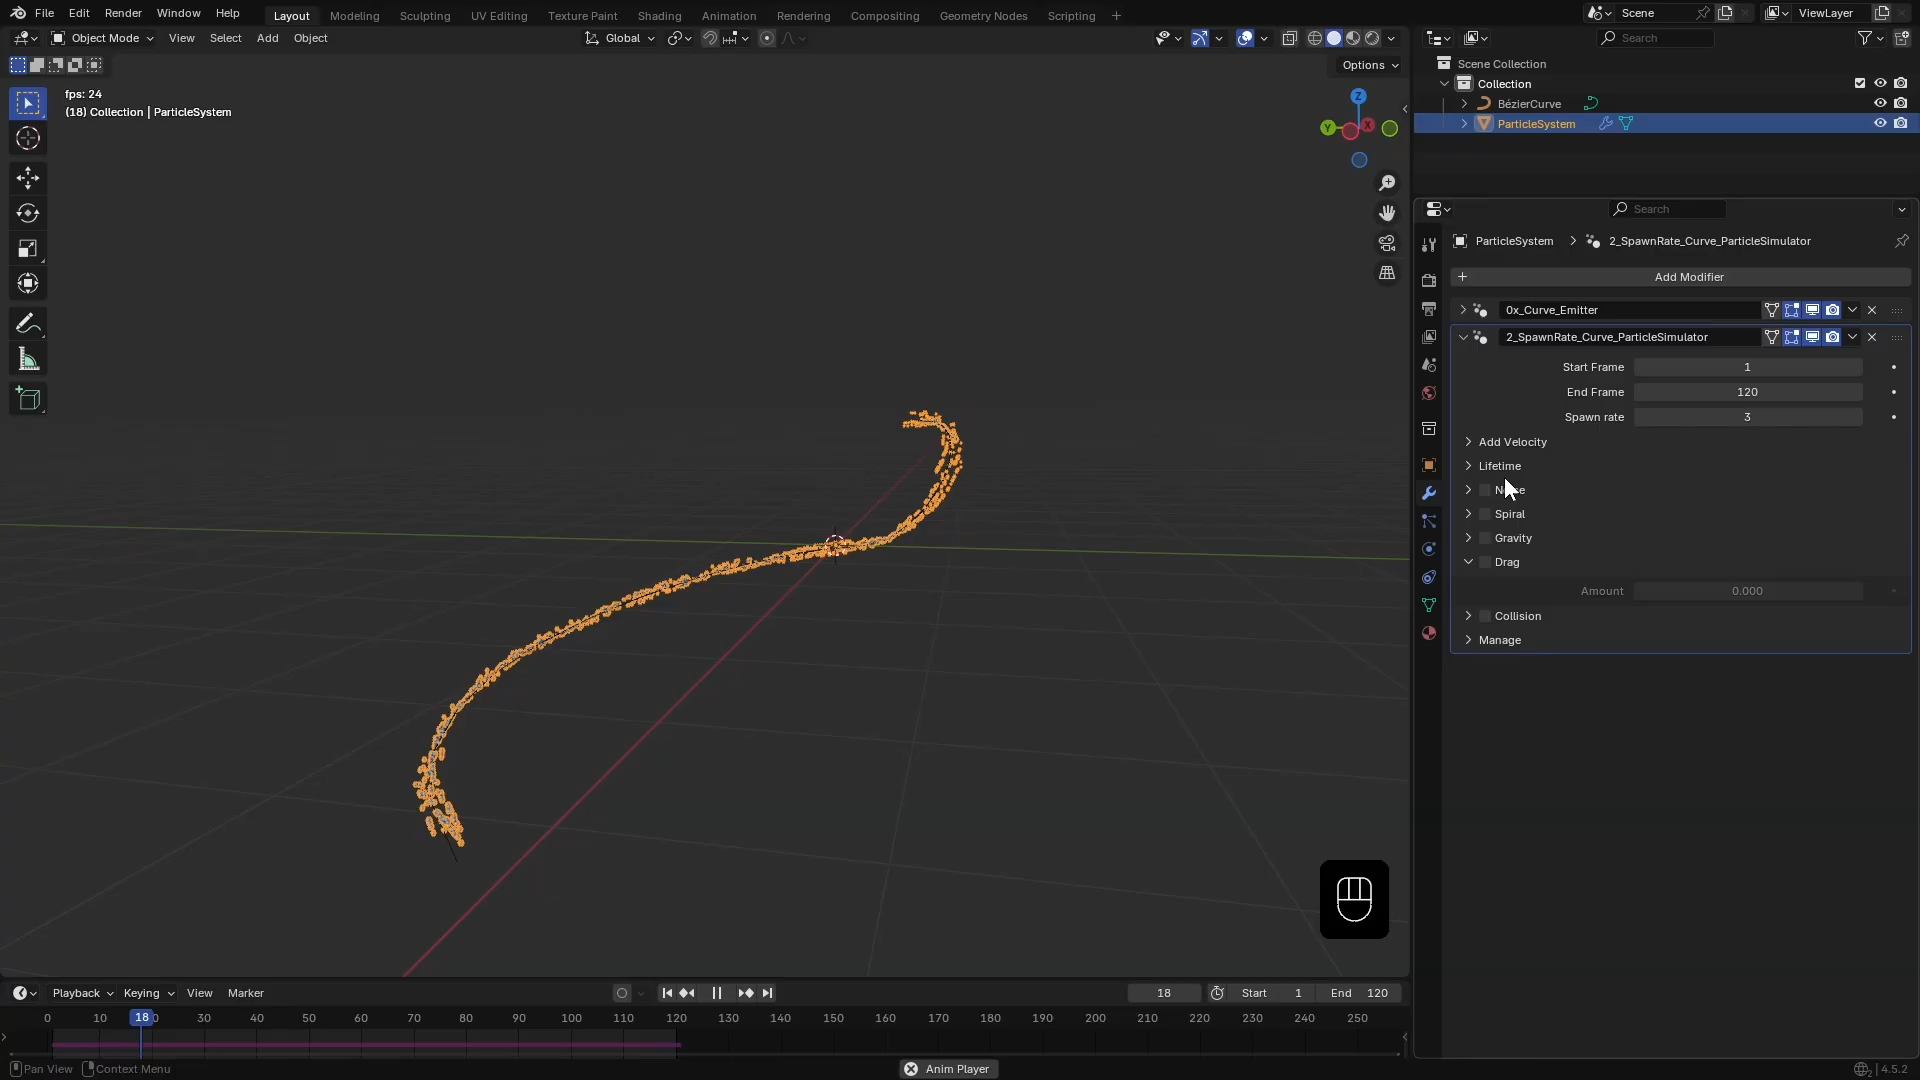 File Edit Render Window Help Layout Modeling Sculpting UV Editing Texture Paint Shading Animation Rendering Compositing Geometry Nodes Scripting + Scene ViewLayer
Object Mode View Select Add Object Global Search
Options
fps: 24
(18) Collection | ParticleSystem
Z
Y
X
Scene Collection
Collection
BézierCurve
ParticleSystem
Search
ParticleSystem > 2_SpawnRate_Curve_ParticleSimulator
+ Add Modifier
0x_Curve_Emitter
2_SpawnRate_Curve_ParticleSimulator
Start Frame 1
End Frame 120
Spawn rate 3
Add Velocity
Lifetime
Spiral
Gravity
Drag
Amount 0.000
Collision
Manage
Playback Keying View Marker 18 Start 1 End 120
0 10 18 30 40 50 60 70 80 90 100 110 120 130 140 150 160 170 180 190 200 210 220 230 240 250
Pan View Context Menu Anim Player 4.5.2